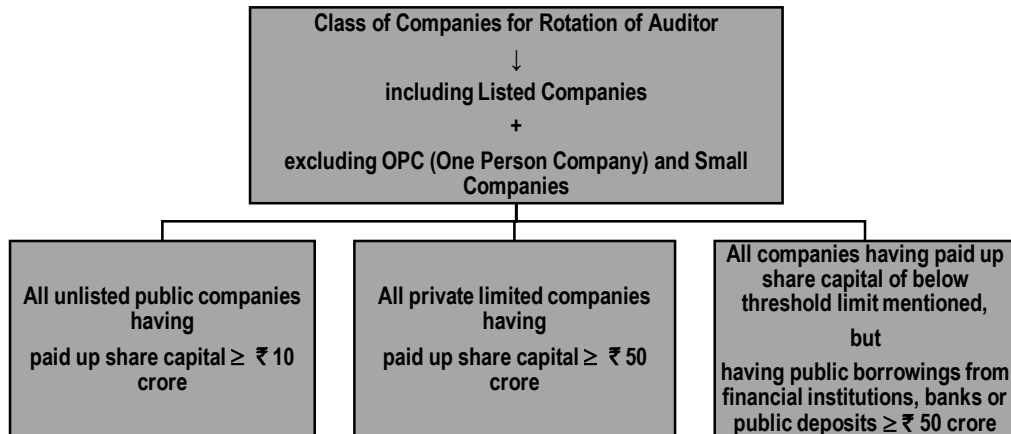 Class of Companies for Rotation of Auditor
↓
including Listed Companies
+
excluding OPC (One Person Company) and Small
Companies
All unlisted public companies
having
paid up share capital ≥ ₹ 10
crore
All private limited companies
having
paid up share capital ≥ ₹ 50
crore
All companies having paid up
share capital of below
threshold limit mentioned,
but
having public borrowings from
financial institutions, banks or
public deposits ≥ ₹ 50 crore